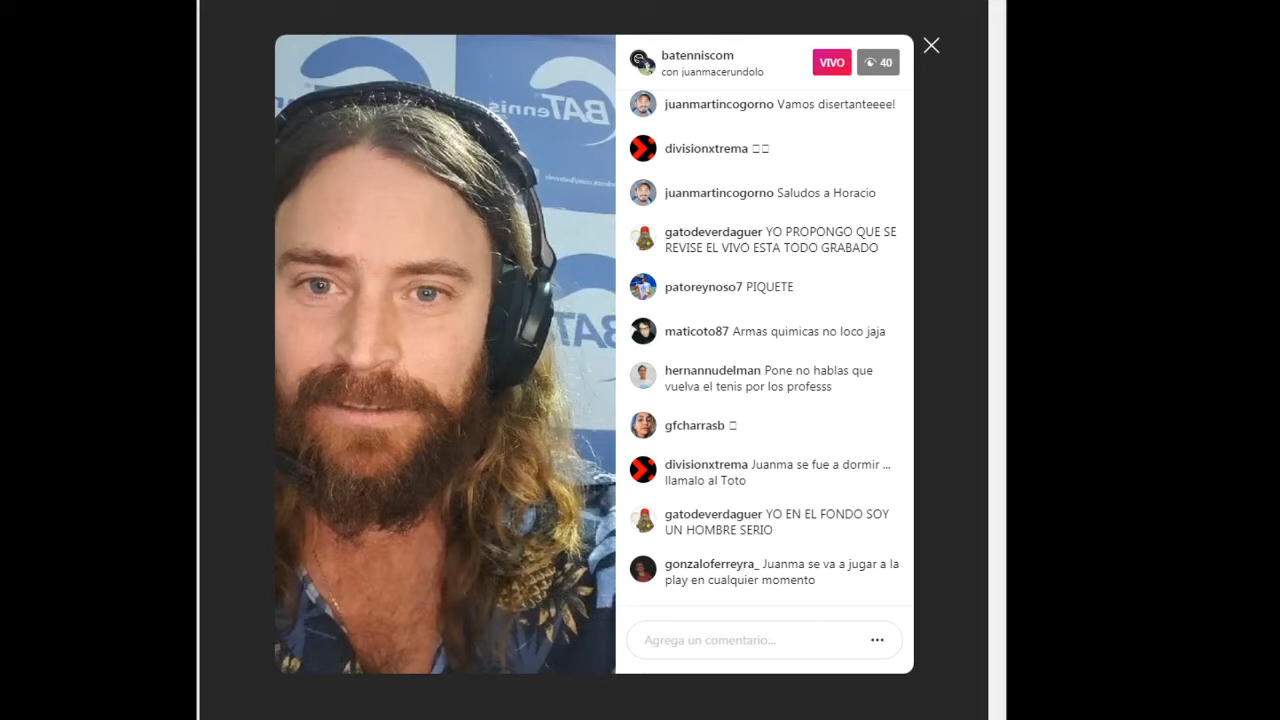 BATennis
batenniscom
con juanmacerundolo
VIVO
40
juanmartincogorno Vamos disertanteeee!
divisionxtrema
juanmartincogorno Saludos a Horacio
gatodeverdaguer YO PROPONGO QUE SE
REVISE EL VIVO ESTA TODO GRABADO
patoreynoso7 PIQUETE
maticoto87 Armas quimicas no loco jaja
hernannudelman Pone no hablas que
vuelva el tenis por los professs
gfcharrasb
divisionxtrema Juanma se fue a dormir ...
llamalo al Toto
gatodeverdaguer YO EN EL FONDO SOY
UN HOMBRE SERIO
gonzaloferreyra_ Juanma se va a jugar a la
play en cualquier momento
Agrega un comentario...